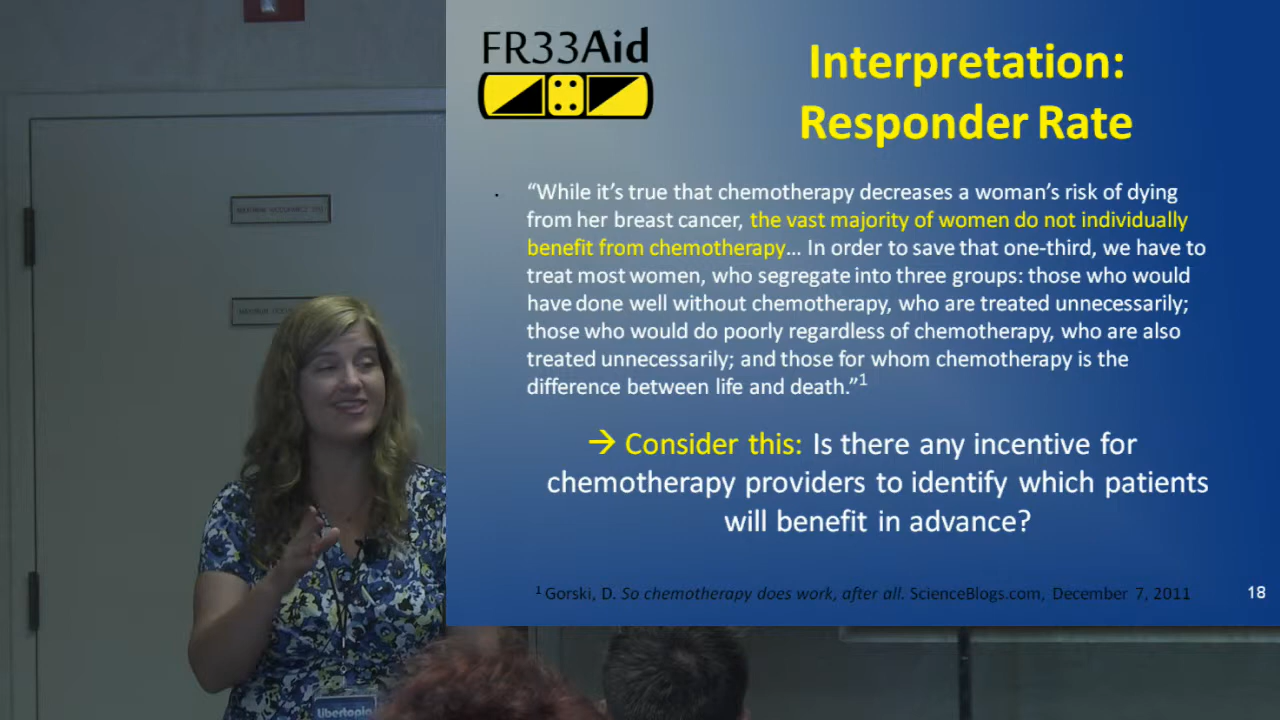 FR33Aid
Interpretation:
Responder Rate
“While it’s true that chemotherapy decreases a woman’s risk of dying
from her breast cancer, the vast majority of women do not individually
benefit from chemotherapy… In order to save that one-third, we have to
treat most women, who segregate into three groups: those who would
have done well without chemotherapy, who are treated unnecessarily;
those who would do poorly regardless of chemotherapy, who are also
treated unnecessarily; and those for whom chemotherapy is the
difference between life and death.”1
→ Consider this: Is there any incentive for
chemotherapy providers to identify which patients
will benefit in advance?
1 Gorski, D. So chemotherapy does work, after all. ScienceBlogs.com, December 7, 2011
18
libertopia